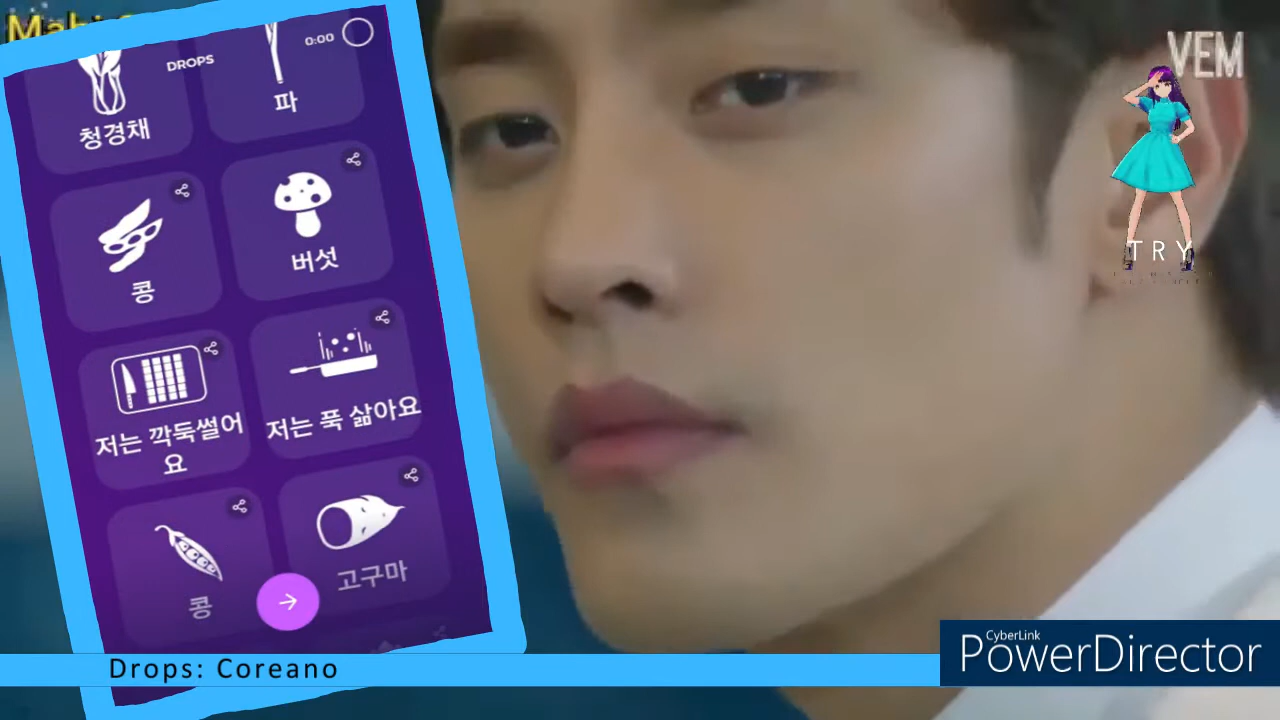 VEM
DROPS
0:00
청경채
파
콩
버섯
저는 깍둑썰어
요
저는 푹 삶아요
콩
고구마
TRY
Drops: Coreano
CyberLink
PowerDirector